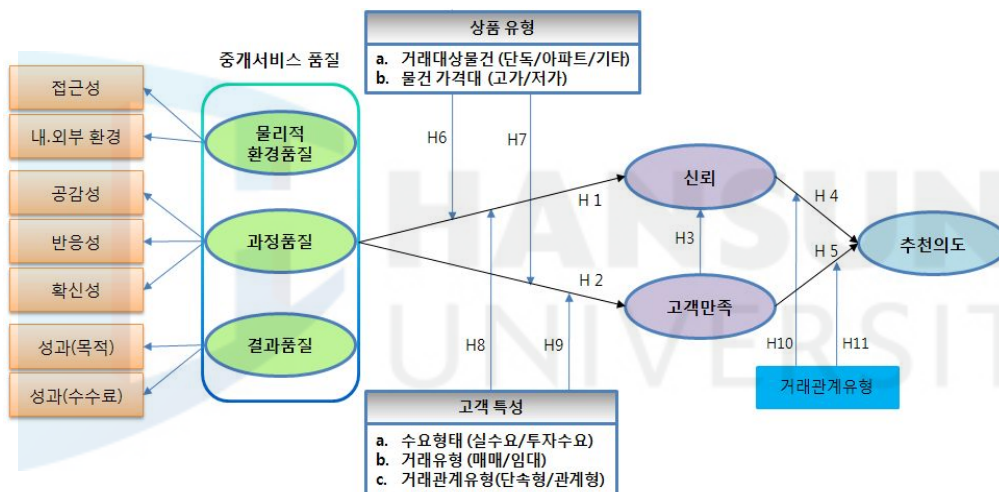 상품 유형
a. 거래대상물건 (단독/아파트/기타)
b. 물건 가격대 (고가/저가)
중개서비스 품질
접근성
내.외부 환경
공감성
반응성
확신성
성과(목적)
성과(수수료)
물리적
환경품질
과정품질
결과품질
H6
H7
H 1
H 2
H8
H9
신뢰
H3
고객만족
H 4
H 5
추천의도
H10
H11
거래관계유형
고객 특성
a. 수요형태 (실수요/투자수요)
b. 거래유형 (매매/임대)
c. 거래관계유형(단속형/관계형)
HANSUN
UNIVERSIT